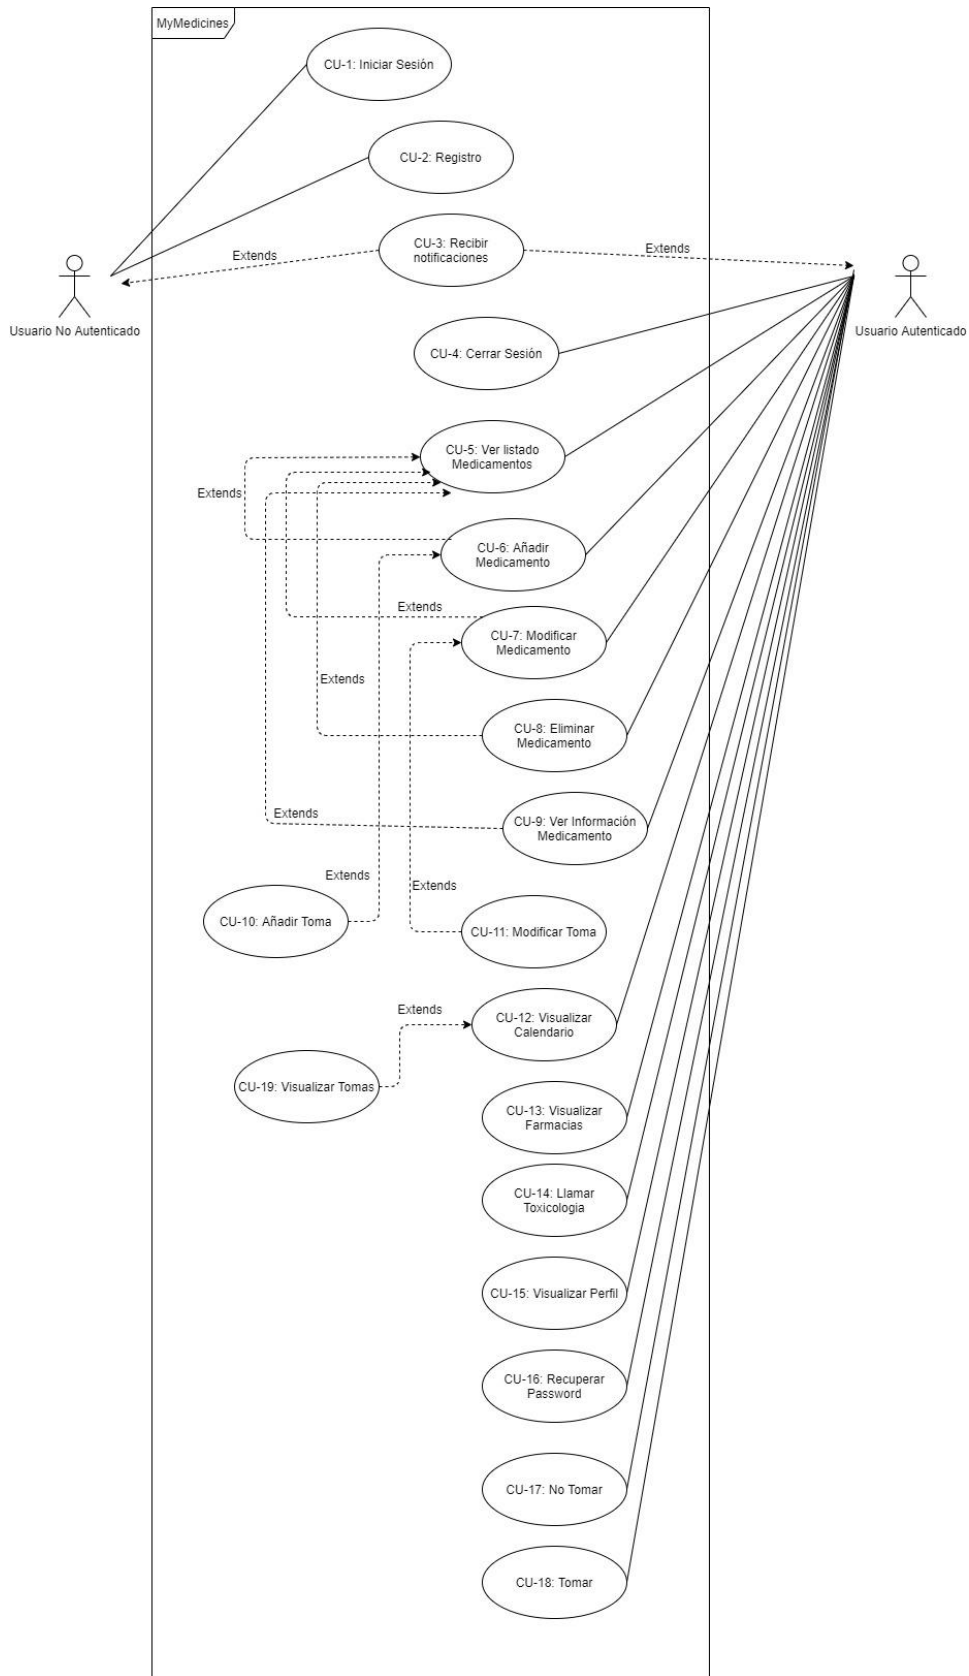 MyMedicines
CU-1: Iniciar Sesión
CU-2: Registro
CU-3: Recibir
notificaciones
Extends
Extends
Usuario No Autenticado
Usuario Autenticado
CU-4: Cerrar Sesión
CU-5: Ver listado
Medicamentos
Extends
CU-6: Añadir
Medicamento
Extends
CU-7: Modificar
Medicamento
Extends
CU-8: Eliminar
Medicamento
Extends
CU-9: Ver Información
Medicamento
Extends
Extends
CU-10: Añadir Toma
CU-11: Modificar Toma
Extends
CU-12: Visualizar
Calendario
CU-19: Visualizar Tomas
CU-13: Visualizar
Farmacias
CU-14: Llamar
Toxicologia
CU-15: Visualizar Perfil
CU-16: Recuperar
Password
CU-17: No Tomar
CU-18: Tomar